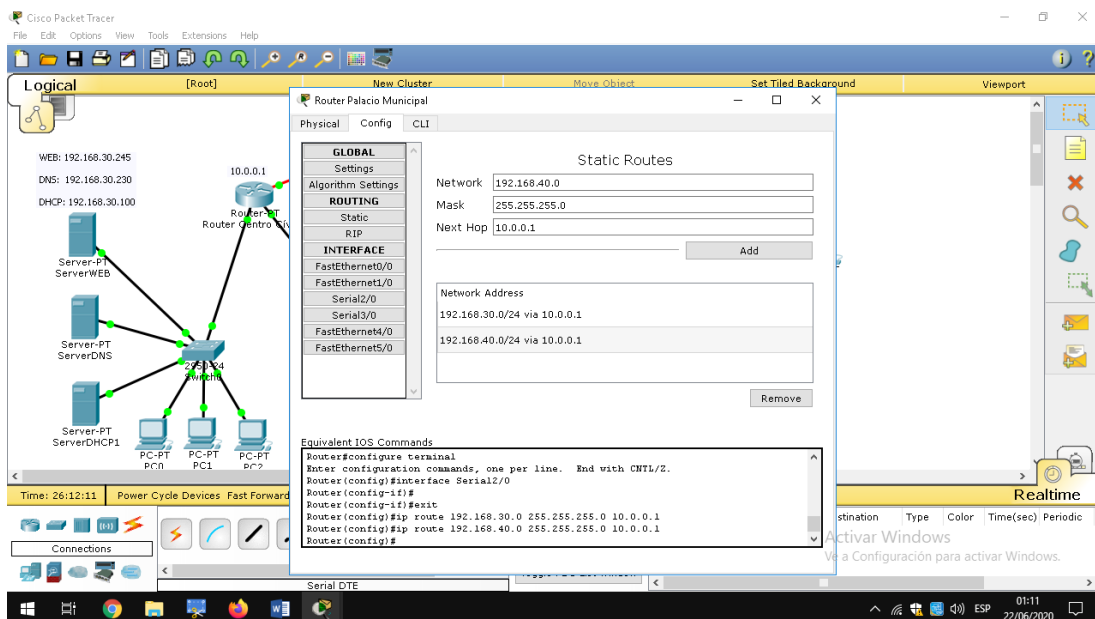 Cisco Packet Tracer
File Edit Options View Tools Extensions Help
Logical [Root] New Cluster Move Object Set Tiled Background Viewport
Router Palacio Municipal
Physical Config CLI
GLOBAL
Settings
Algorithm Settings
ROUTING
Static
RIP
INTERFACE
FastEthernet0/0
FastEthernet1/0
Serial2/0
Serial3/0
FastEthernet4/0
FastEthernet5/0
Static Routes
Network 192.168.40.0
Mask 255.255.255.0
Next Hop 10.0.0.1
Add
Network Address
192.168.30.0/24 via 10.0.0.1
192.168.40.0/24 via 10.0.0.1
Remove
Equivalent IOS Commands
Router#configure terminal
Enter configuration commands, one per line. End with CNTL/Z.
Router(config)#interface Serial2/0
Router(config-if)#
Router(config-if)#exit
Router(config)#ip route 192.168.30.0 255.255.255.0 10.0.0.1
Router(config)#ip route 192.168.40.0 255.255.255.0 10.0.0.1
Router(config)#
WEB: 192.168.30.245
DNS: 192.168.30.230
DHCP: 192.168.30.100
10.0.0.1
Router-PT
Router Centro Cív
Server-PT
ServerWEB
Server-PT
ServerDNS
2950-24
Switch0
Server-PT
ServerDHCP1
PC-PT
PC0
PC-PT
PC1
PC-PT
PC2
Time: 26:12:11 Power Cycle Devices Fast Forward
Realtime
Connections
Serial DTE
stination Type Color Time(sec) Periodic
Activar Windows
Ve a Configuración para activar Windows.
ESP
01:11
22/06/2020